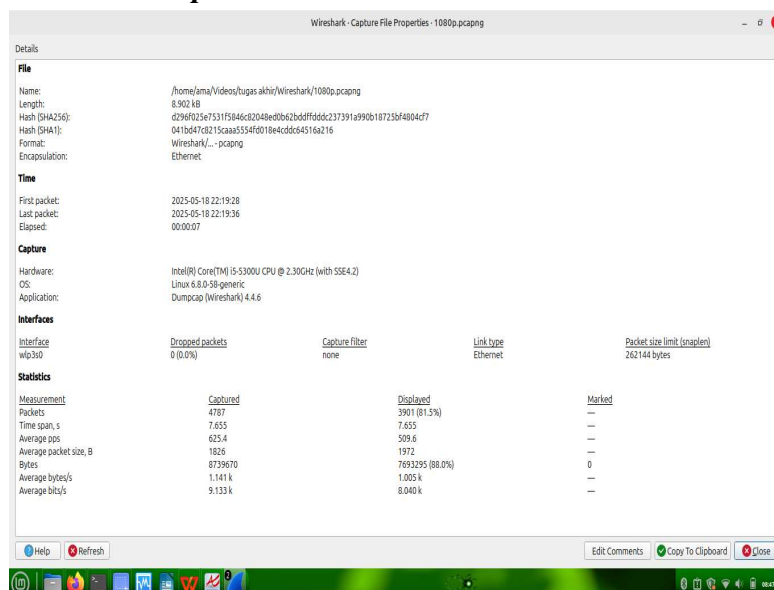 Wireshark · Capture File Properties · 1080p.pcapng
Details
File
Name: /home/ama/Videos/tugas akhir/Wireshark/1080p.pcapng
Length: 8.902 kB
Hash (SHA256): d296f025e7531f5846c82048ed0b62bddffdddc237391a990b18725bf4804cf7
Hash (SHA1): 041bd47c8215caaa5554fd018e4cddc64516a216
Format: Wireshark/... - pcapng
Encapsulation: Ethernet
Time
First packet: 2025-05-18 22:19:28
Last packet: 2025-05-18 22:19:36
Elapsed: 00:00:07
Capture
Hardware: Intel(R) Core(TM) i5-5300U CPU @ 2.30GHz (with SSE4.2)
OS: Linux 6.8.0-58-generic
Application: Dumpcap (Wireshark) 4.4.6
Interfaces
Interface Dropped packets Capture filter Link type Packet size limit (snaplen)
wlp3s0 0 (0.0%) none Ethernet 262144 bytes
Statistics
Measurement Captured Displayed Marked
Packets 4787 3901 (81.5%) —
Time span, s 7.655 7.655 —
Average pps 625.4 509.6 —
Average packet size, B 1826 1972 —
Bytes 8739670 7693295 (88.0%) 0
Average bytes/s 1.141 k 1.005 k —
Average bits/s 9.133 k 8.040 k —
Help Refresh Edit Comments Copy To Clipboard Close